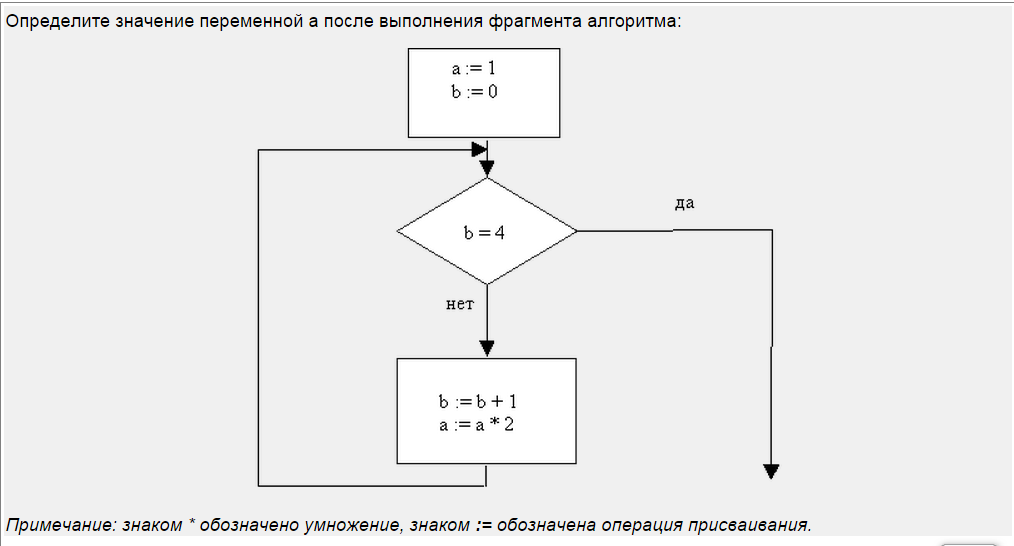 Определите значение переменной a после выполнения фрагмента алгоритма:
a := 1
b := 0
b = 4
да
нет
b := b + 1
a := a * 2
Примечание: знаком * обозначено умножение, знаком := обозначена операция присваивания.